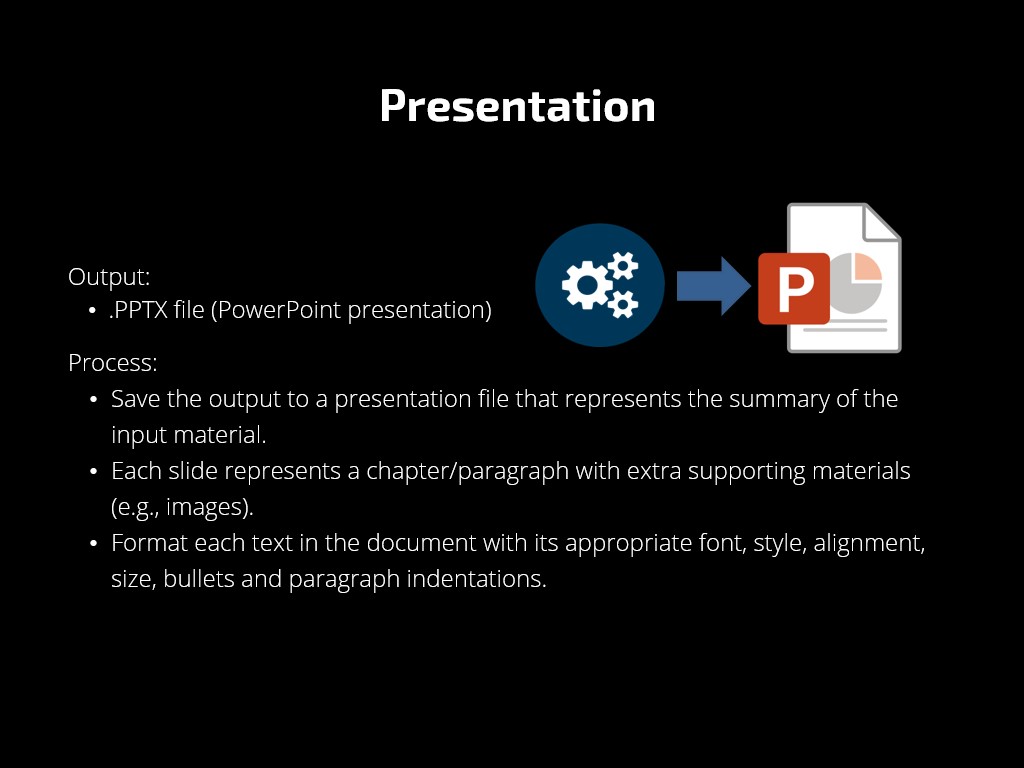 Presentation
Output:
• .PPTX file (PowerPoint presentation)
P
Process:
• Save the output to a presentation file that represents the summary of the
input material.
• Each slide represents a chapter/paragraph with extra supporting materials
(e.g., images).
• Format each text in the document with its appropriate font, style, alignment,
size, bullets and paragraph indentations.